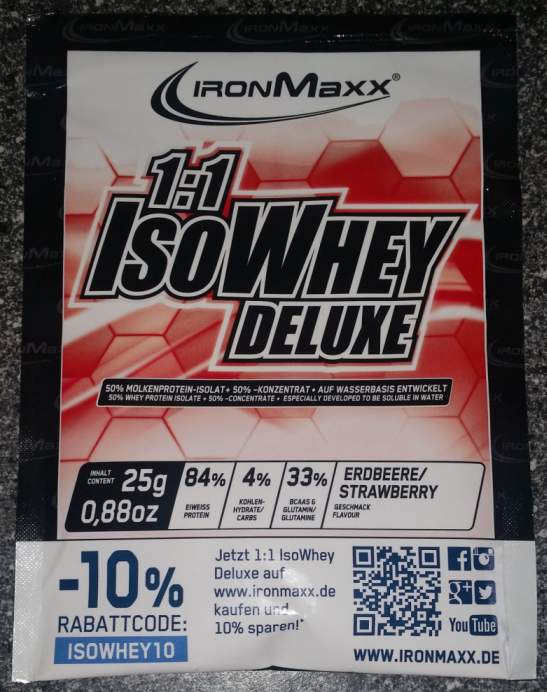 IRONMAXX®
1:1
ISOWHEY
DELUXE
50% MOLKENPROTEIN-ISOLAT + 50% -KONZENTRAT • AUF WASSERBASIS ENTWICKELT
50% WHEY PROTEIN ISOLATE + 50% -CONCENTRATE • ESPECIALLY DEVELOPED TO BE SOLUBLE IN WATER
INHALT
CONTENT
25g
0,88oz
84%
EIWEISS
PROTEIN
4%
KOHLEN-
HYDRATE/
CARBS
33%
BCAAS &
GLUTAMIN/
GLUTAMINE
ERDBEERE/
STRAWBERRY
GESCHMACK
FLAVOUR
-10%
RABATTCODE:
ISOWHEY10
Jetzt 1:1 IsoWhey
Deluxe auf
www.ironmaxx.de
kaufen und
10% sparen!*
You Tube
WWW.IRONMAXX.DE